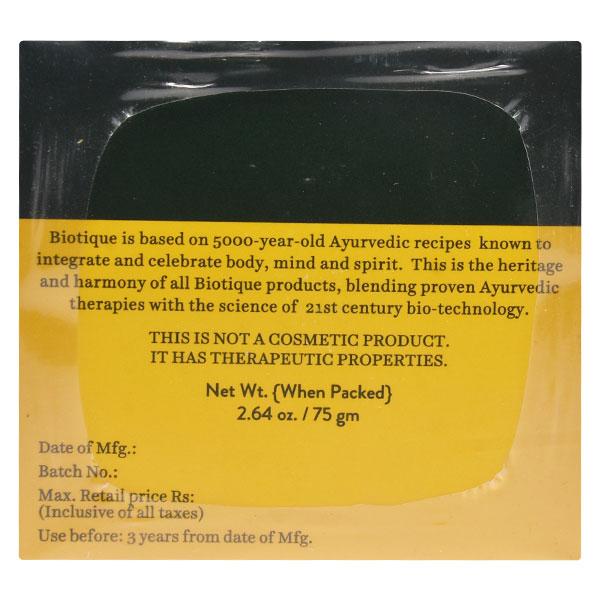 Biotique is based on 5000-year-old Ayurvedic recipes known to
integrate and celebrate body, mind and spirit. This is the heritage
and harmony of all Biotique products, blending proven Ayurvedic
therapies with the science of 21st century bio-technology.
THIS IS NOT A COSMETIC PRODUCT.
IT HAS THERAPEUTIC PROPERTIES.
Net Wt. {When Packed}
2.64 oz. / 75 gm
Date of Mfg.:
Batch No.:
Max. Retail price Rs:
(Inclusive of all taxes)
Use before: 3 years from date of Mfg.